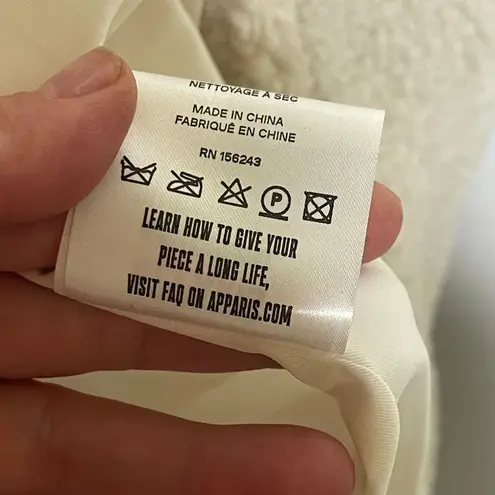 NETTOYAGE À SEC
MADE IN CHINA
FABRIQUÉ EN CHINE
RN 156243
P
LEARN HOW TO GIVE YOUR
PIECE A LONG LIFE,
VISIT FAQ ON APPARIS.COM